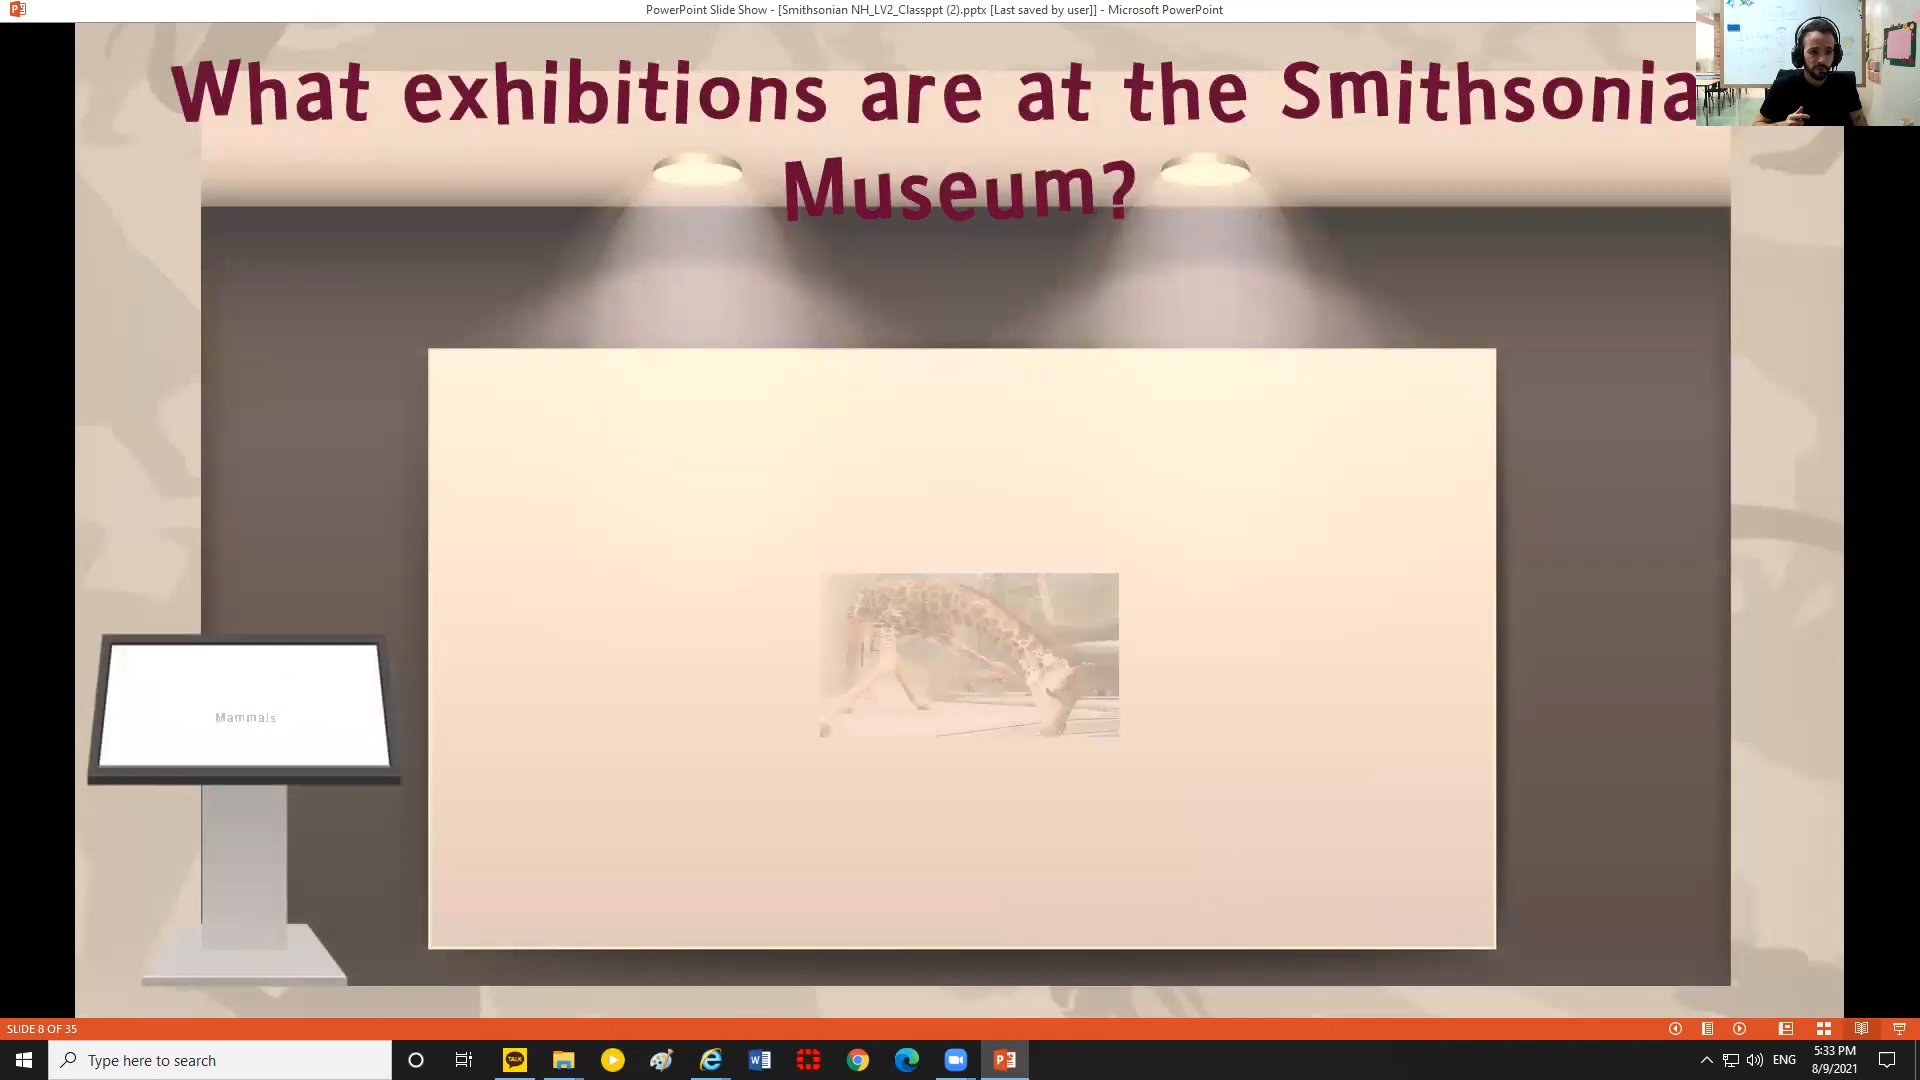 PowerPoint Slide Show - [Smithsonian NH_LV2_Classppt (2).pptx [Last saved by user]] - Microsoft PowerPoint
What exhibitions are at the Smithsonia
Museum?
Mammals
SLIDE 8 OF 35
Type here to search
TALK
ENG
5:33 PM
8/9/2021